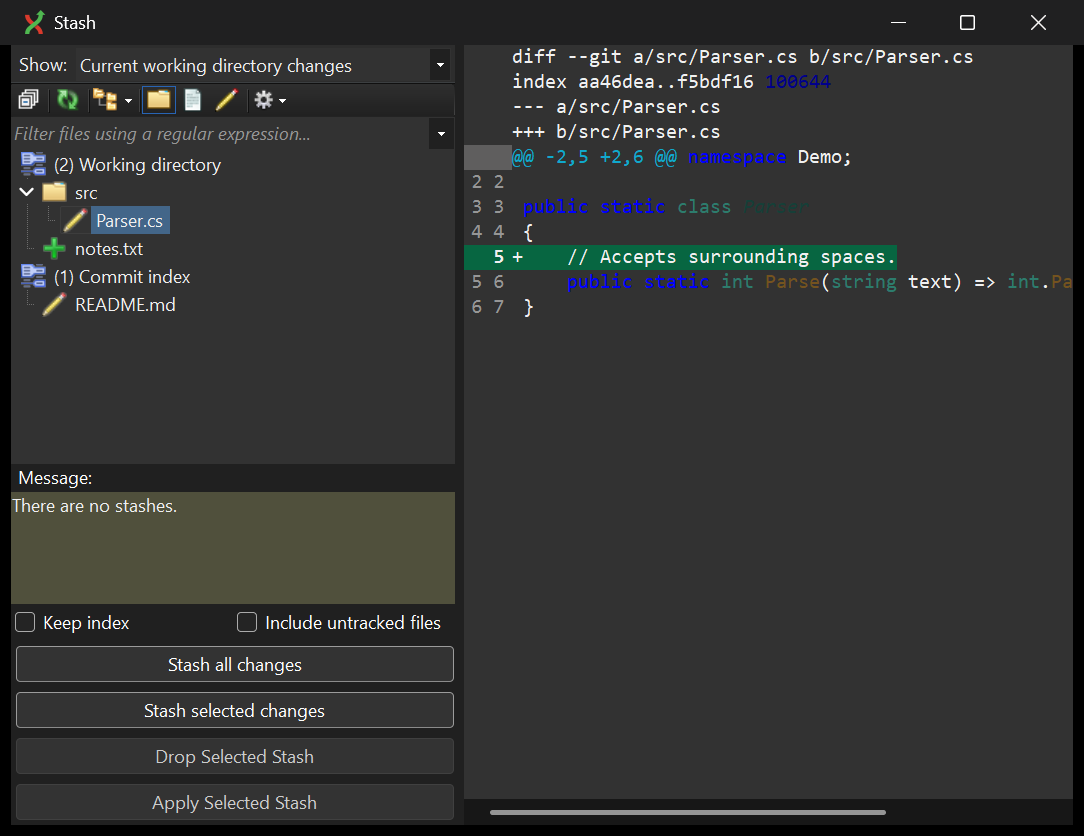 Stash
Show: Current working directory changes
Filter files using a regular expression...
(2) Working directory
src
Parser.cs
notes.txt
(1) Commit index
README.md
Message:
There are no stashes.
Keep index
Include untracked files
Stash all changes
Stash selected changes
Drop Selected Stash
Apply Selected Stash
diff --git a/src/Parser.cs b/src/Parser.cs
index aa46dea..f5bdf16 100644
--- a/src/Parser.cs
+++ b/src/Parser.cs
@@ -2,5 +2,6 @@ namespace Demo;
2 2
3 3 public static class Parser
4 4 {
5 + // Accepts surrounding spaces.
5 6 public static int Parse(string text) => int.Pa
6 7 }